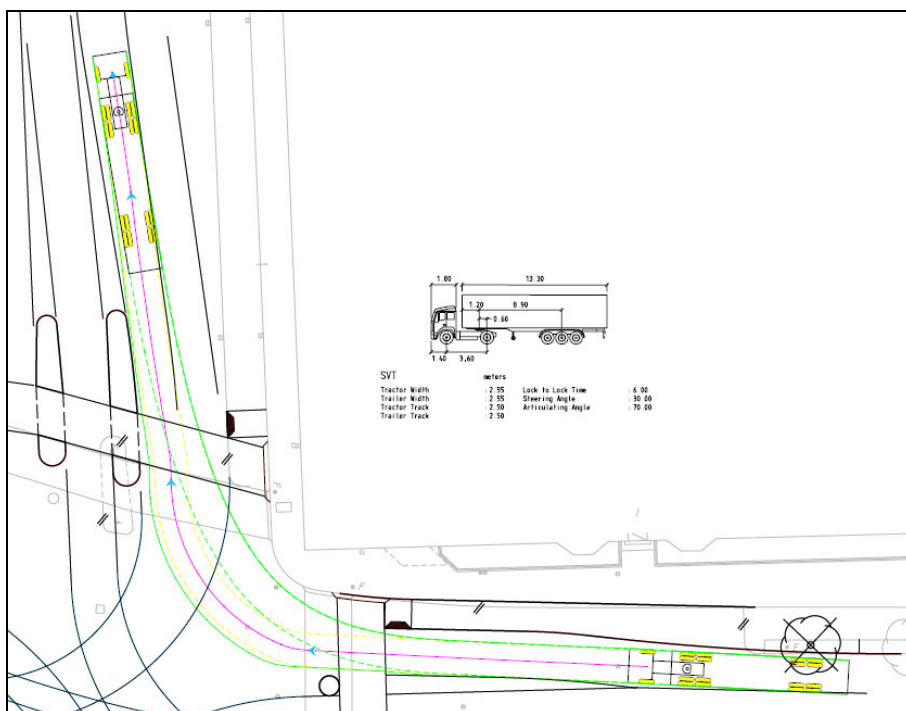 1.80 13.30
1.20 8.90
0.60
1.40 3.60
SVT meters
Tractor Width : 2.55 Lock to Lock Time : 6.00
Trailer Width : 2.55 Steering Angle : 30.00
Tractor Track : 2.50 Articulating Angle : 70.00
Trailer Track : 2.50